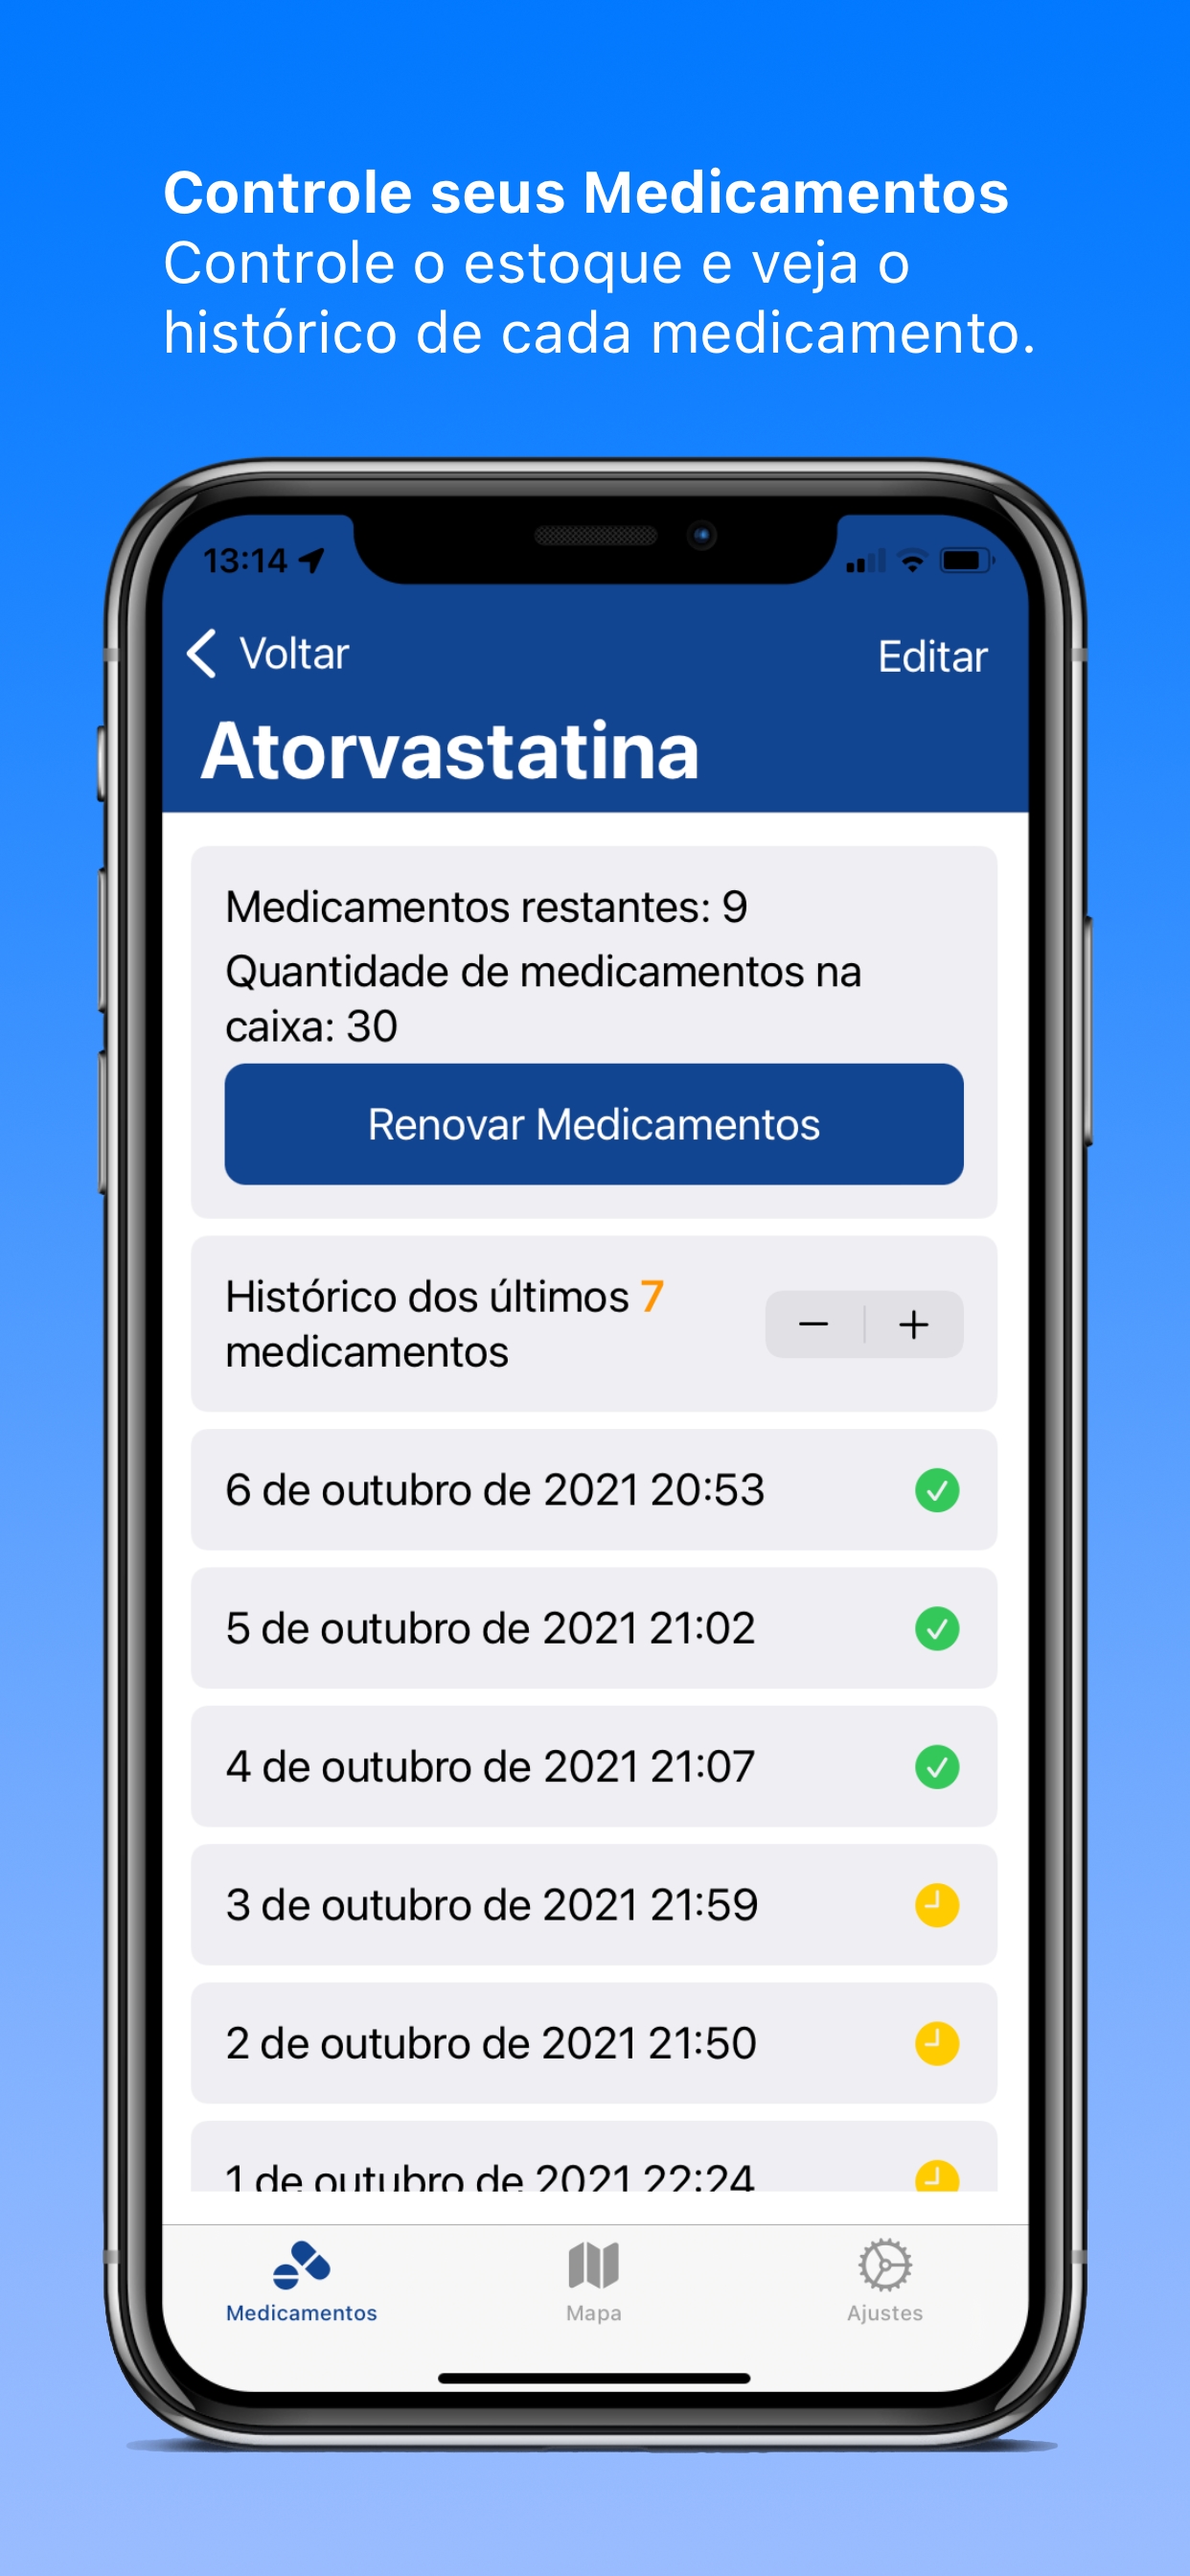 Controle seus Medicamentos
Controle o estoque e veja o
histórico de cada medicamento.
13:14
Voltar
Editar
Atorvastatina
Medicamentos restantes: 9
Quantidade de medicamentos na
caixa: 30
Renovar Medicamentos
Histórico dos últimos 7
medicamentos
6 de outubro de 2021 20:53
5 de outubro de 2021 21:02
4 de outubro de 2021 21:07
3 de outubro de 2021 21:59
2 de outubro de 2021 21:50
1 de outubro de 2021 22:24
Medicamentos
Mapa
Ajustes